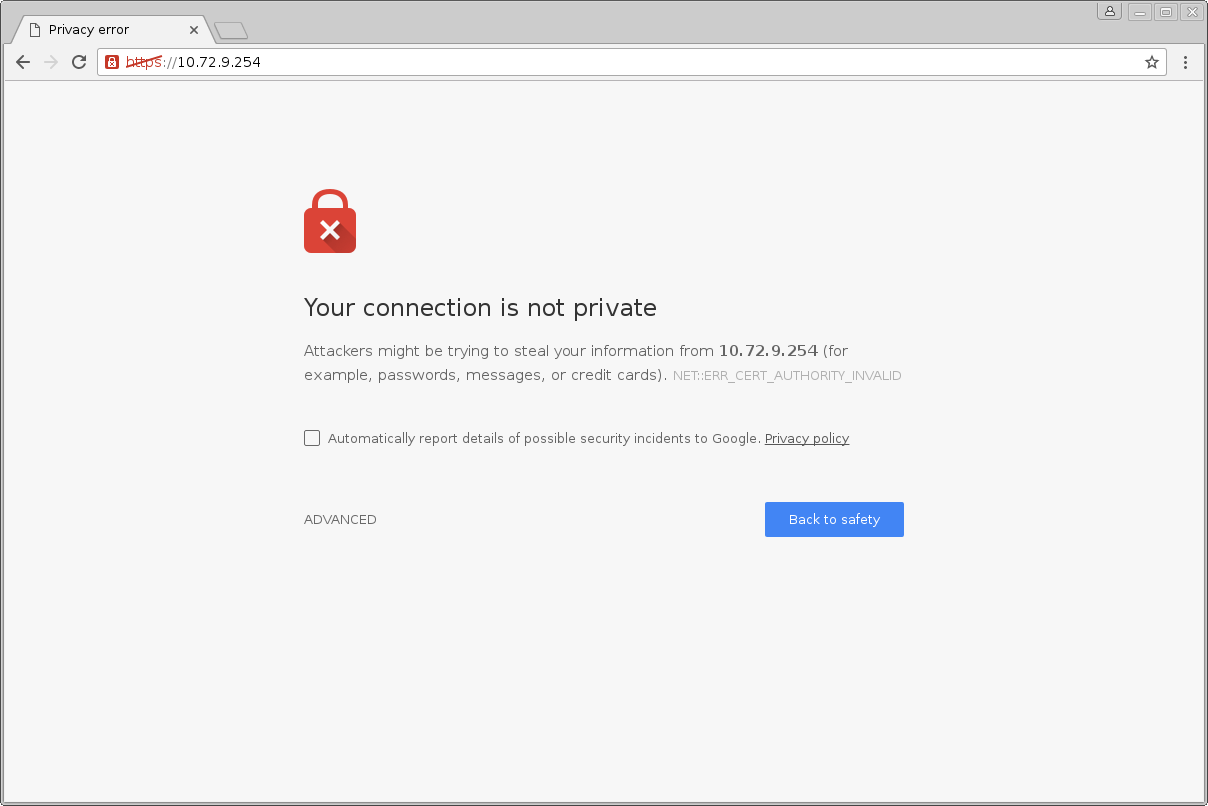 Privacy error
https://10.72.9.254
Your connection is not private
Attackers might be trying to steal your information from 10.72.9.254 (for
example, passwords, messages, or credit cards). NET::ERR_CERT_AUTHORITY_INVALID
Automatically report details of possible security incidents to Google. Privacy policy
ADVANCED
Back to safety